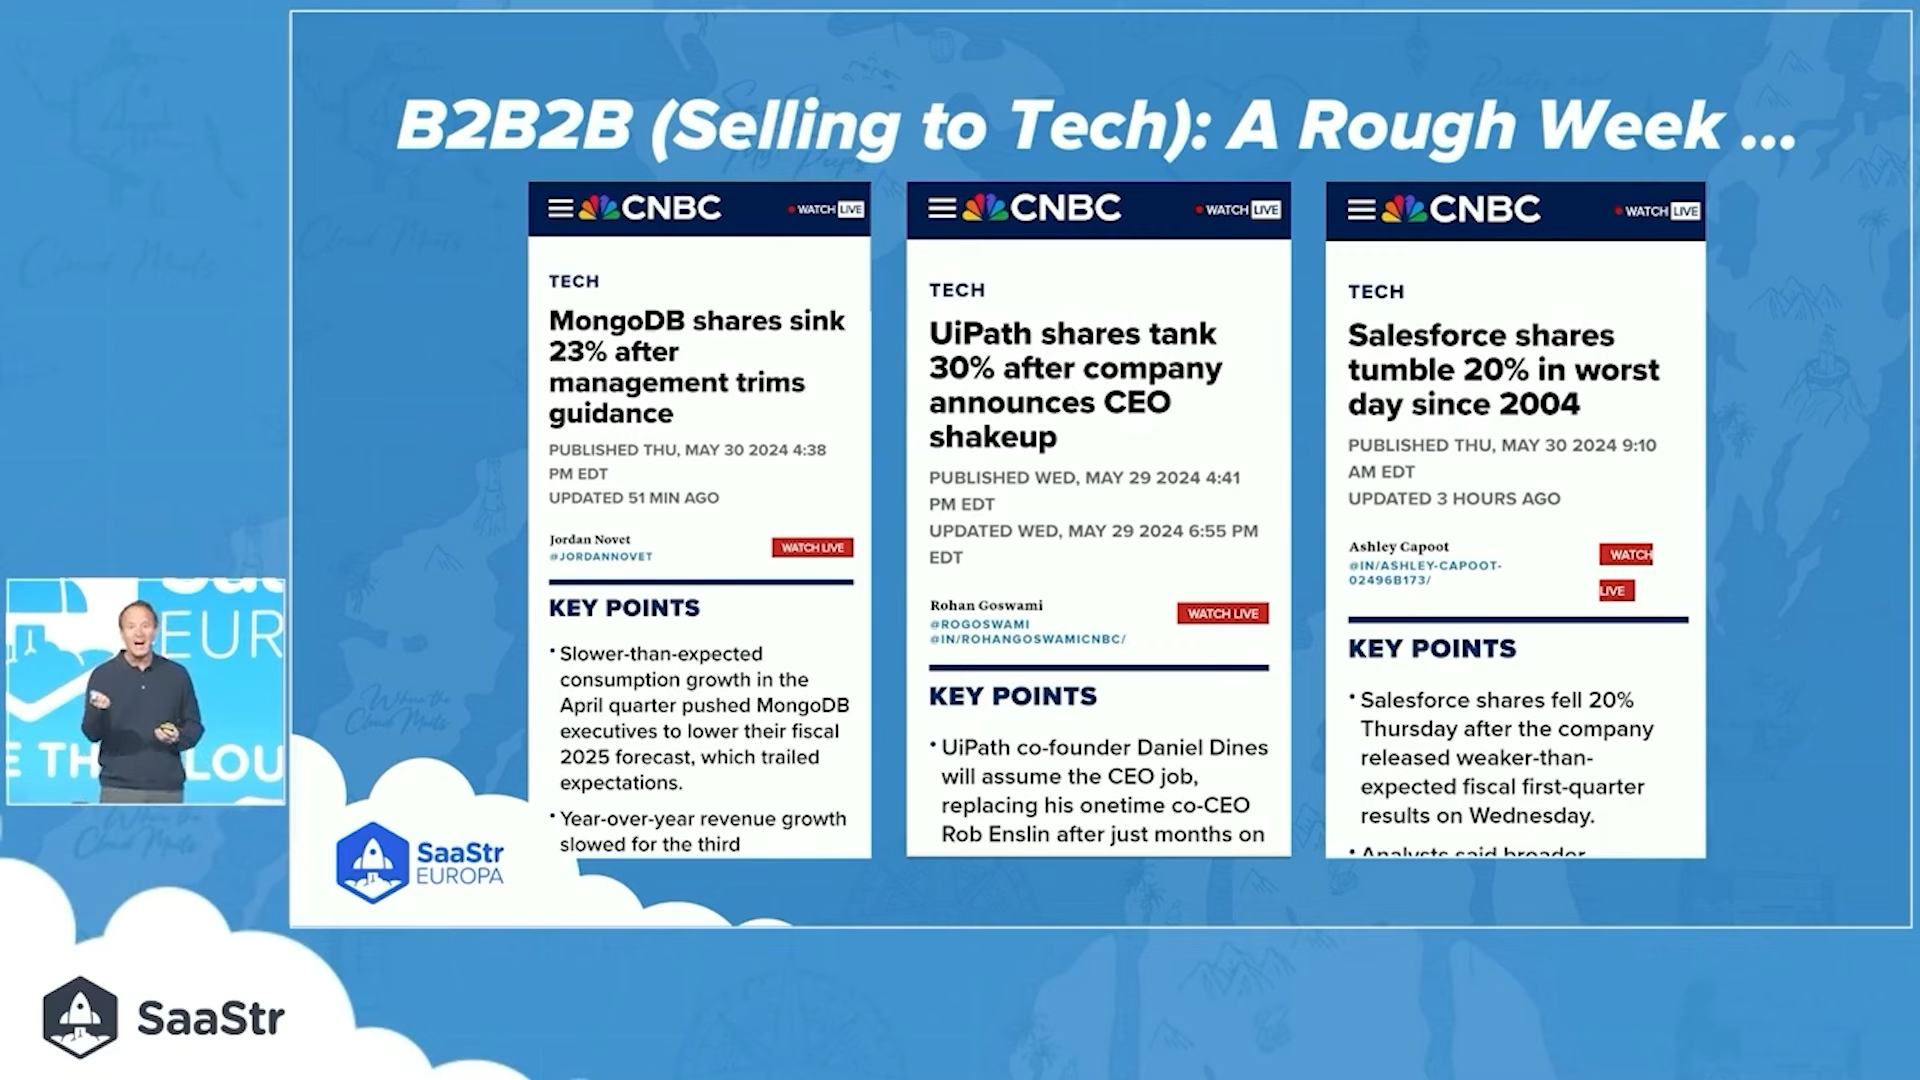 B2B2B (Selling to Tech): A Rough Week ...
CNBC
WATCH LIVE
TECH
MongoDB shares sink
23% after
management trims
guidance
PUBLISHED THU, MAY 30 2024 4:38
PM EDT
UPDATED 51 MIN AGO
Jordan Novet
@JORDANNOVET
WATCH LIVE
KEY POINTS
• Slower-than-expected
consumption growth in the
April quarter pushed MongoDB
executives to lower their fiscal
2025 forecast, which trailed
expectations.
• Year-over-year revenue growth
slowed for the third
CNBC
WATCH LIVE
TECH
UiPath shares tank
30% after company
announces CEO
shakeup
PUBLISHED WED, MAY 29 2024 4:41
PM EDT
UPDATED WED, MAY 29 2024 6:55 PM
EDT
Rohan Goswami
@ROGOSWAMI
@IN/ROHANGOSWAMICNBC/
WATCH LIVE
KEY POINTS
• UiPath co-founder Daniel Dines
will assume the CEO job,
replacing his onetime co-CEO
Rob Enslin after just months on
CNBC
WATCH LIVE
TECH
Salesforce shares
tumble 20% in worst
day since 2004
PUBLISHED THU, MAY 30 2024 9:10
AM EDT
UPDATED 3 HOURS AGO
Ashley Capoot
@IN/ASHLEY-CAPOOT-
02496B173/
WATCH
LIVE
KEY POINTS
• Salesforce shares fell 20%
Thursday after the company
released weaker-than-
expected fiscal first-quarter
results on Wednesday.
• Analysts said broader
SaaStr
EUROPA
EUR
E TH LOU
SaaStr